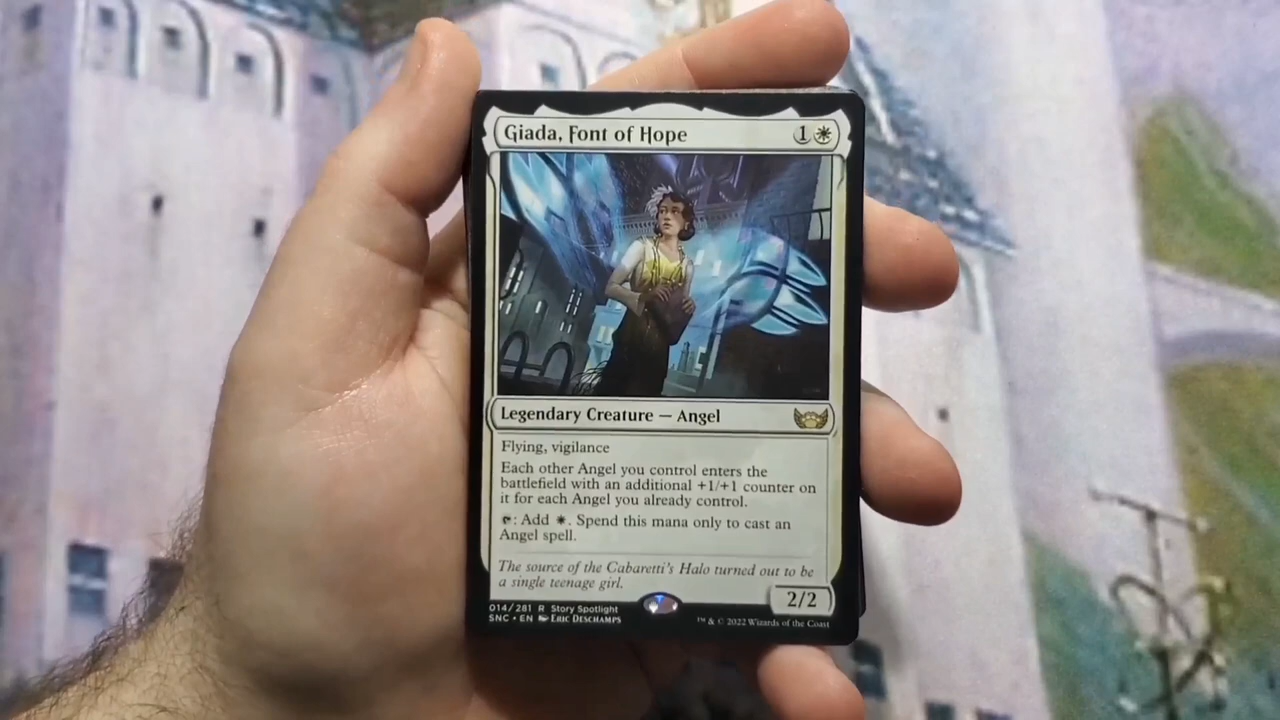 Giada, Font of Hope 1
Legendary Creature — Angel
Flying, vigilance
Each other Angel you control enters the
battlefield with an additional +1/+1 counter on
it for each Angel you already control.
: Add . Spend this mana only to cast an
Angel spell.
The source of the Cabaretti's Halo turned out to be
a single teenage girl.
2/2
014/281 R Story Spotlight
SNC • EN Eric Deschamps
™ & © 2022 Wizards of the Coast